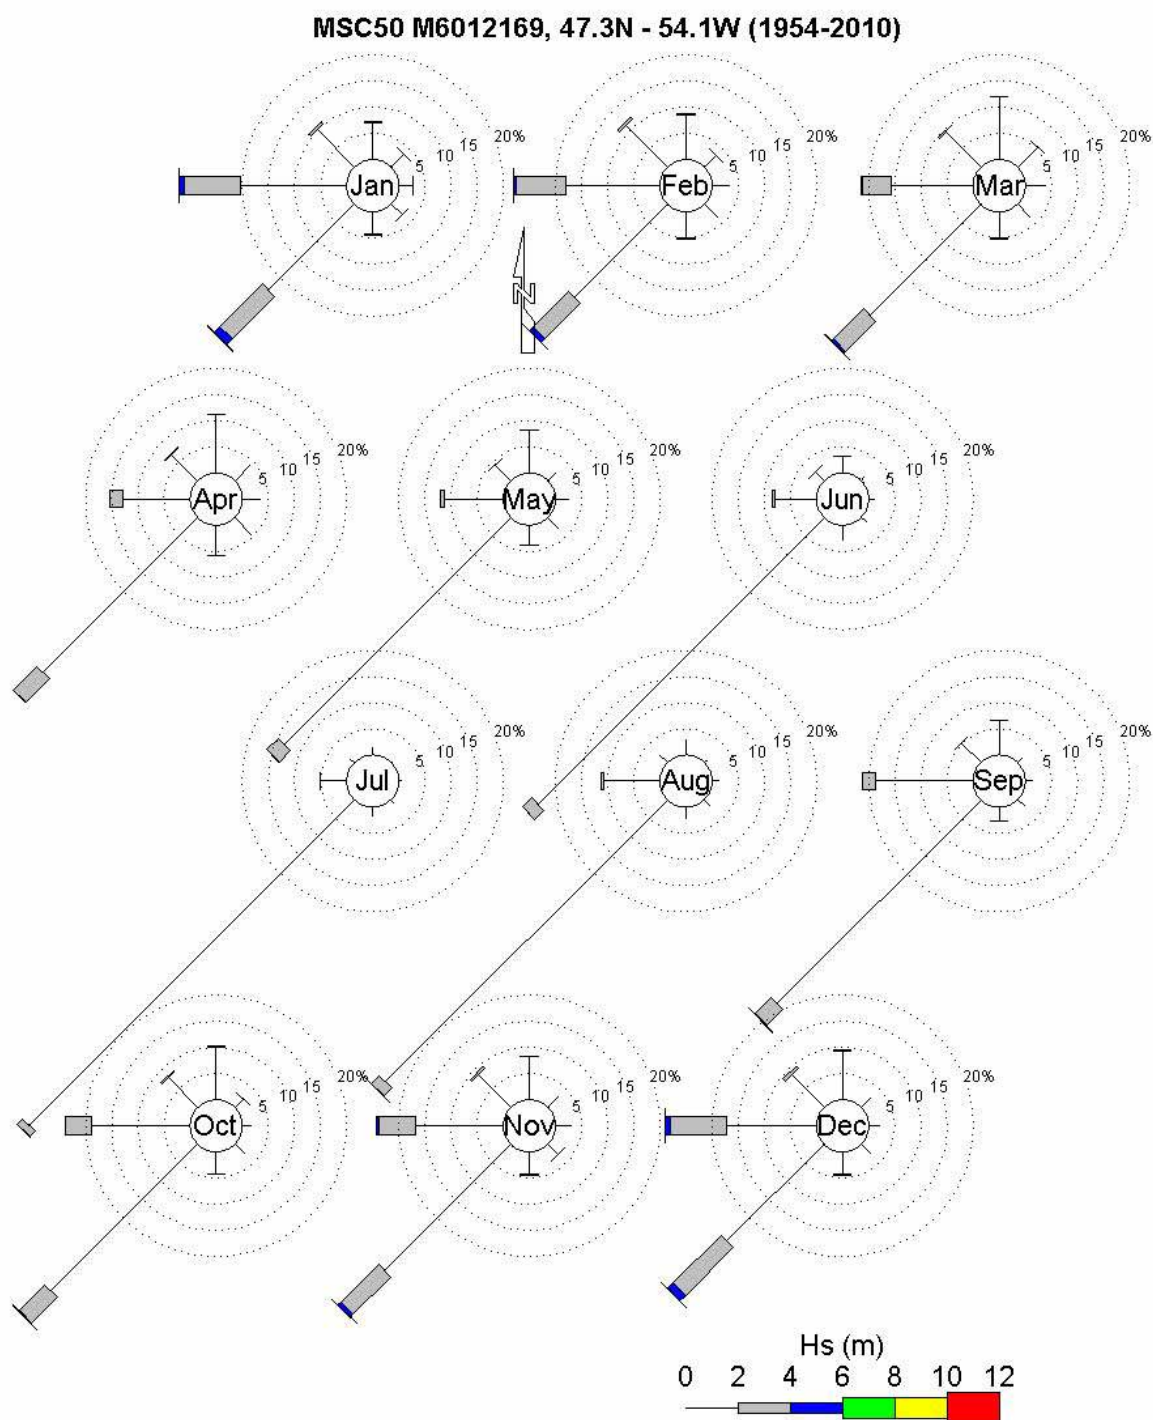 MSC50 M6012169, 47.3N - 54.1W (1954-2010)
Jan 5 10 15 20%
Feb 5 10 15 20%
Mar 5 10 15 20%
N
Apr 5 10 15 20%
May 5 10 15 20%
Jun 5 10 15 20%
Jul 5 10 15 20%
Aug 5 10 15 20%
Sep 5 10 15 20%
Oct 5 10 15 20%
Nov 5 10 15 20%
Dec 5 10 15 20%
Hs (m)
0 2 4 6 8 10 12